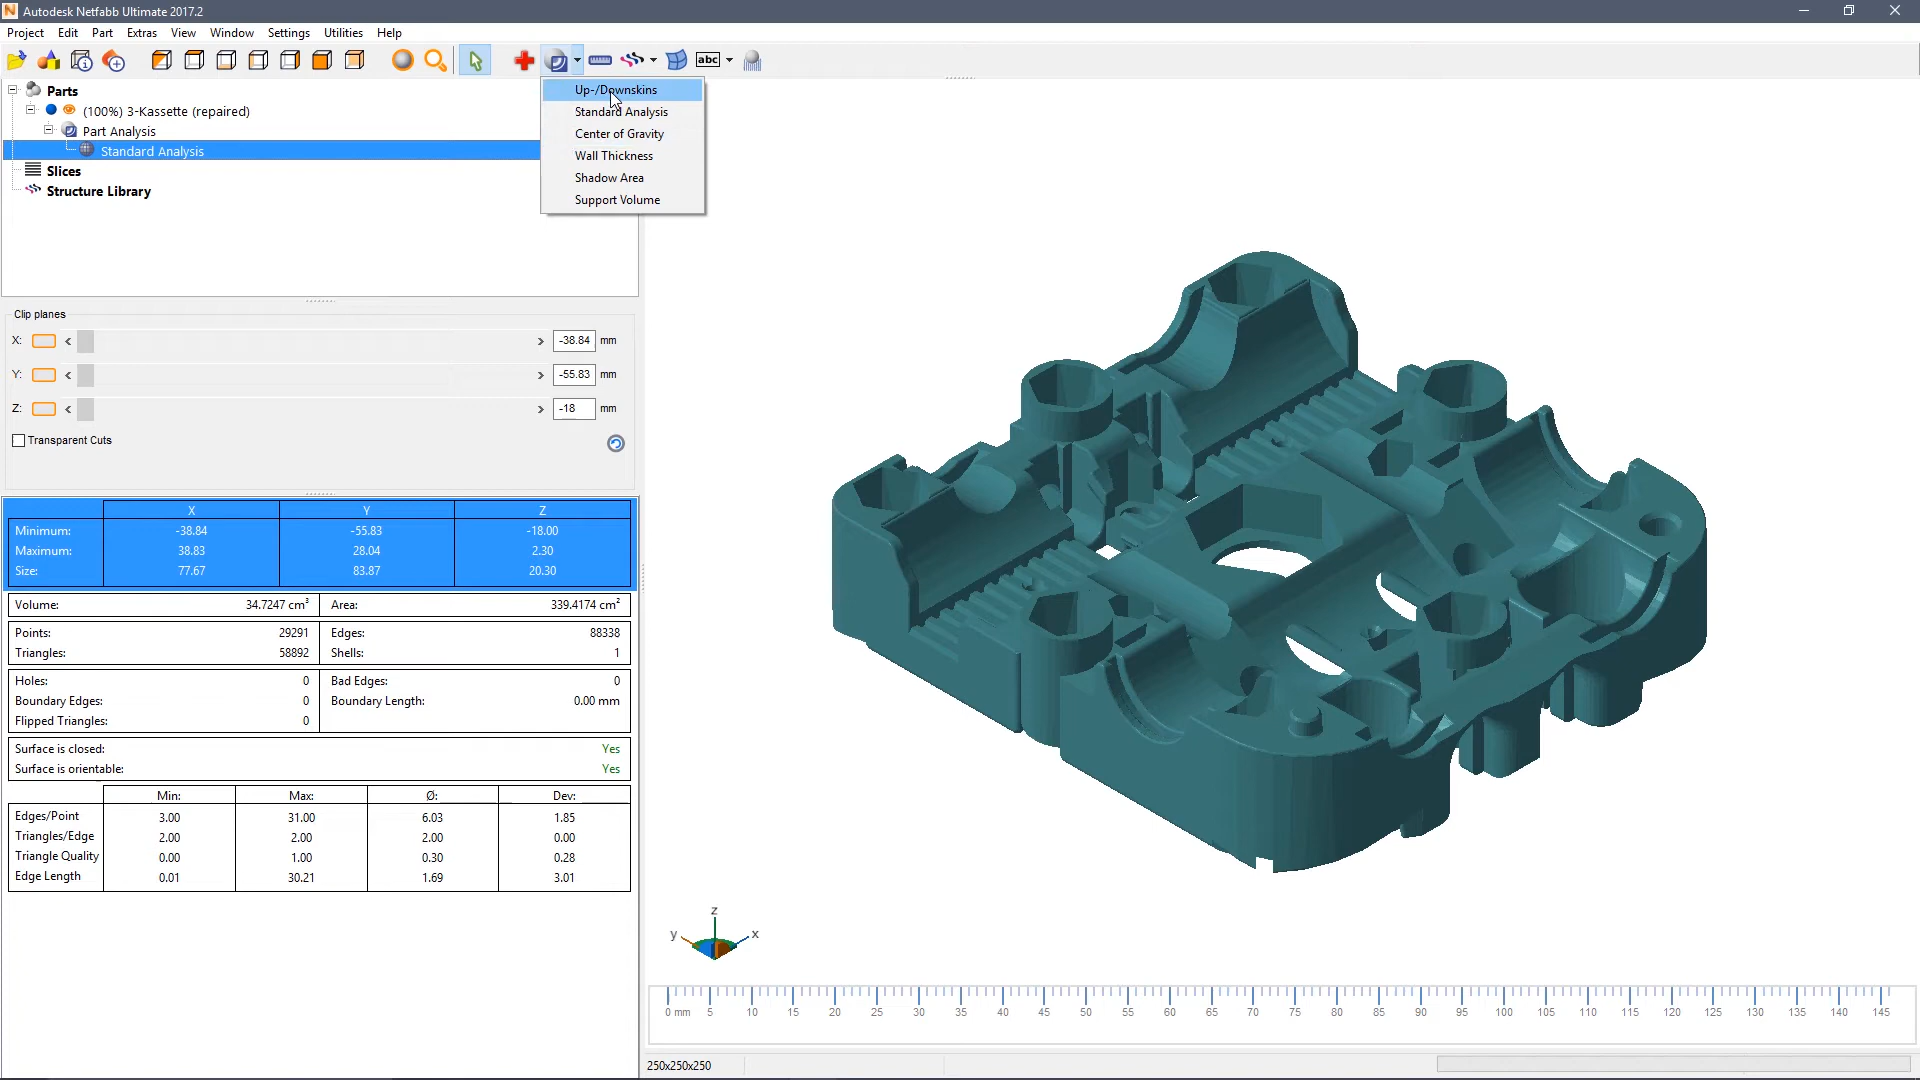 Autodesk Netfabb Ultimate 2017.2
Project Edit Part Extras View Window Settings Utilities Help
abc
Parts
(100%) 3-Kassette (repaired)
Part Analysis
Standard Analysis
Slices
Structure Library
Up-/Downskins
Standard Analysis
Center of Gravity
Wall Thickness
Shadow Area
Support Volume
Clip planes
X: < > -38.84 mm
Y: < > -55.83 mm
Z: < > -18 mm
Transparent Cuts
X Y Z
Minimum: -38.84 -55.83 -18.00
Maximum: 38.83 28.04 2.30
Size: 77.67 83.87 20.30
Volume: 34.7247 cm³ Area: 339.4174 cm²
Points: 29291 Edges: 88338
Triangles: 58892 Shells: 1
Holes: 0 Bad Edges: 0
Boundary Edges: 0 Boundary Length: 0.00 mm
Flipped Triangles: 0
Surface is closed: Yes
Surface is orientable: Yes
Min: Max: Ø: Dev:
Edges/Point 3.00 31.00 6.03 1.85
Triangles/Edge 2.00 2.00 2.00 0.00
Triangle Quality 0.00 1.00 0.30 0.28
Edge Length 0.01 30.21 1.69 3.01
z
y x
0 mm 5 10 15 20 25 30 35 40 45 50 55 60 65 70 75 80 85 90 95 100 105 110 115 120 125 130 135 140 145
250x250x250